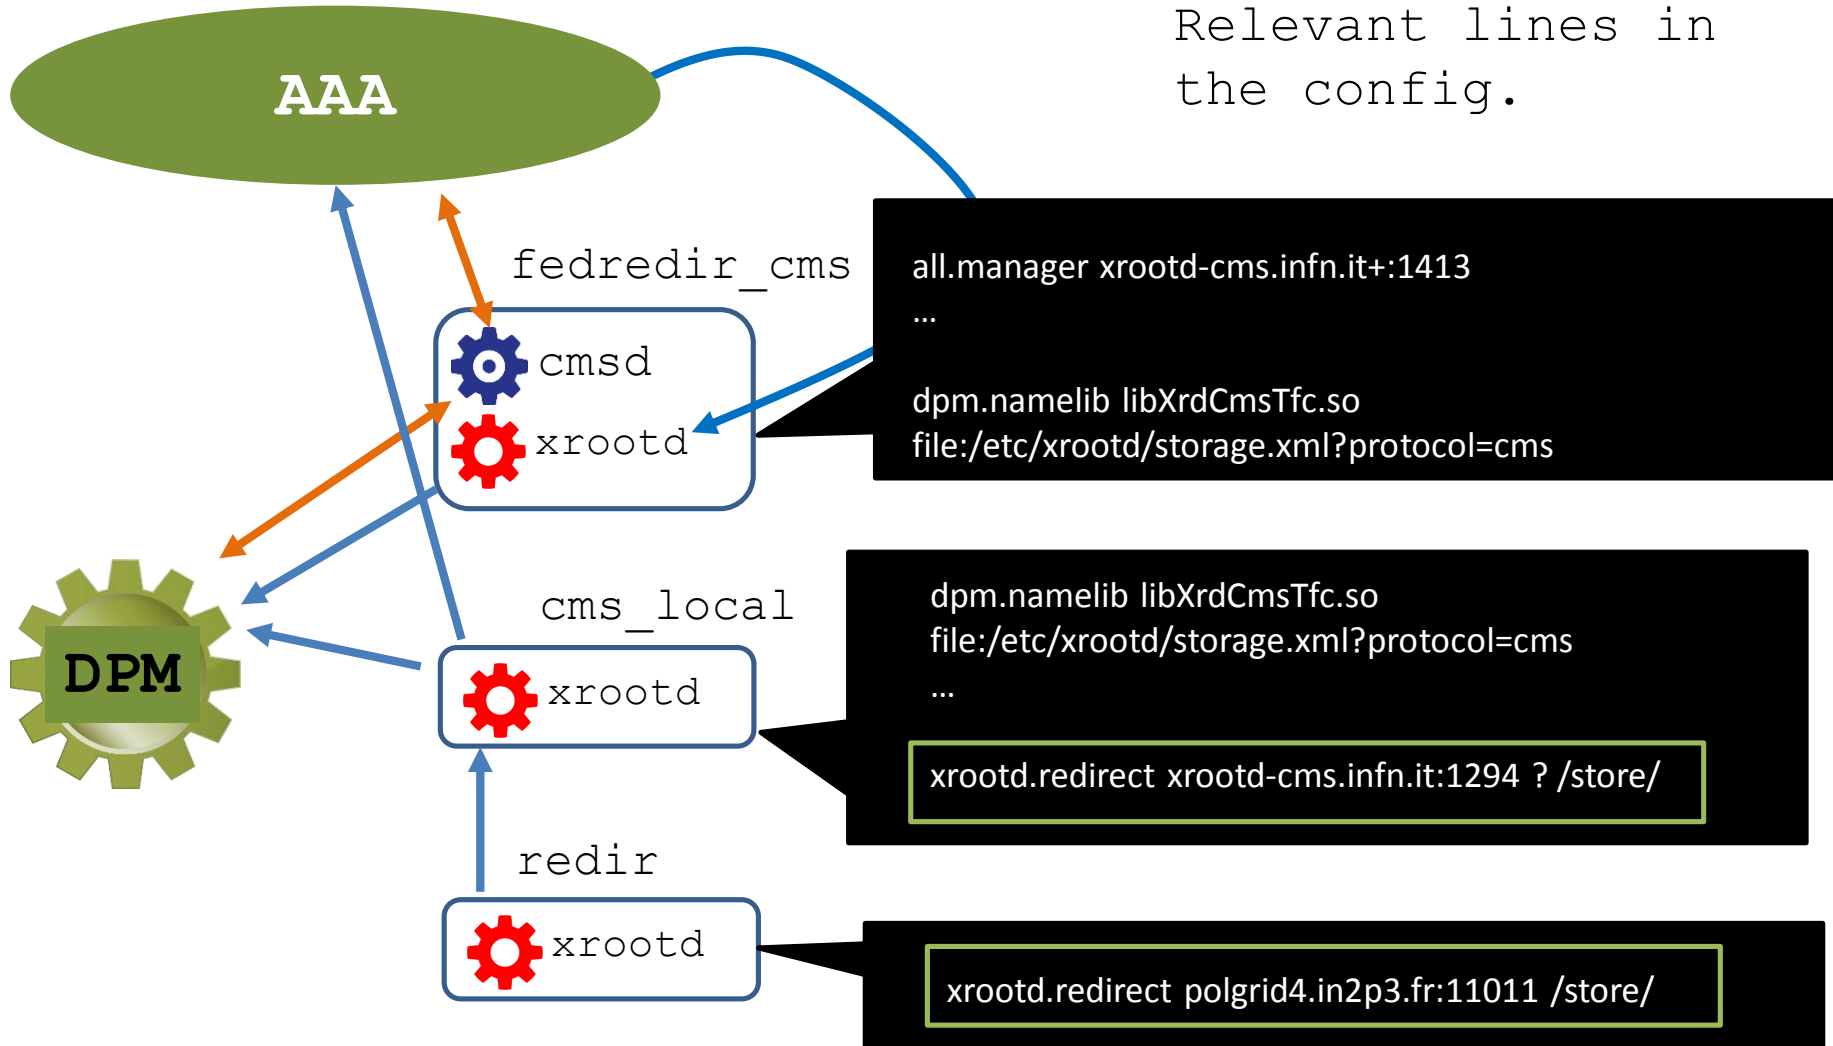 Relevant lines in
the config.
AAA
fedredir_cms
cmsd
xrootd
all.manager xrootd-cms.infn.it+:1413
...
dpm.namelib libXrdCmsTfc.so
file:/etc/xrootd/storage.xml?protocol=cms
DPM
cms_local
xrootd
dpm.namelib libXrdCmsTfc.so
file:/etc/xrootd/storage.xml?protocol=cms
...
xrootd.redirect xrootd-cms.infn.it:1294 ? /store/
redir
xrootd
xrootd.redirect polgrid4.in2p3.fr:11011 /store/